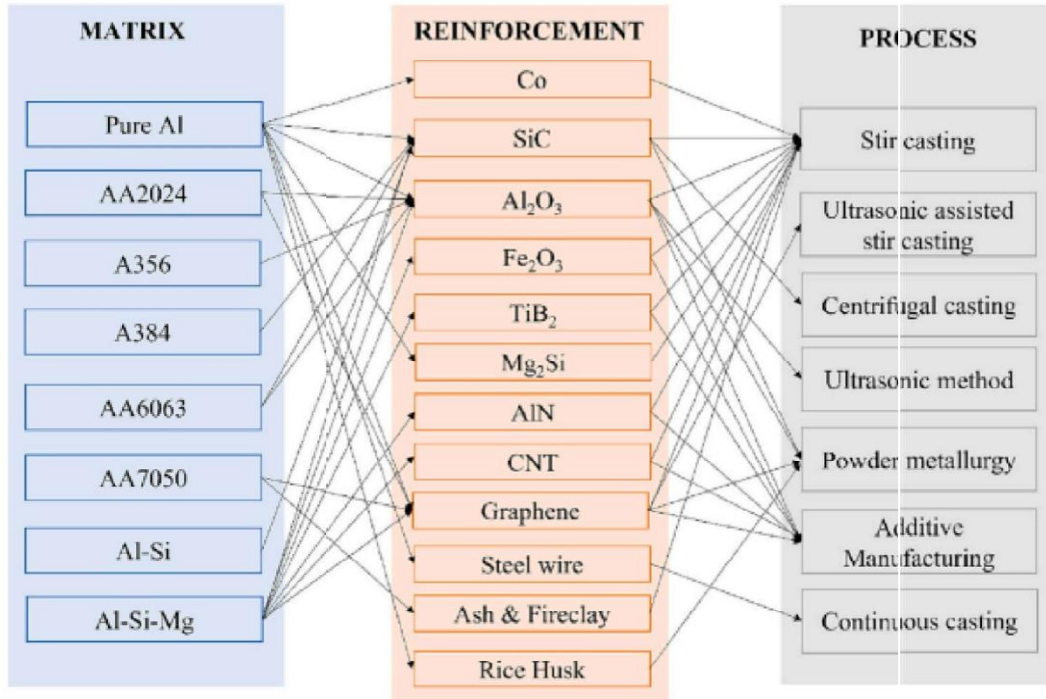 MATRIX
Pure Al
AA2024
A356
A384
AA6063
AA7050
Al-Si
Al-Si-Mg
REINFORCEMENT
Co
SiC
Al₂O₃
Fe₂O₃
TiB₂
Mg₂Si
AlN
CNT
Graphene
Steel wire
Ash & Fireclay
Rice Husk
PROCESS
Stir casting
Ultrasonic assisted
stir casting
Centrifugal casting
Ultrasonic method
Powder metallurgy
Additive
Manufacturing
Continuous casting